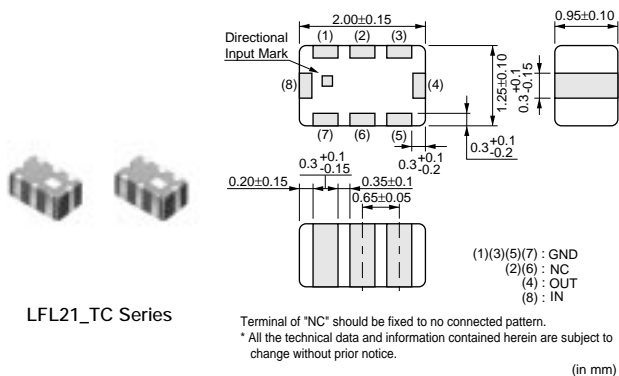 2.00±0.15
0.95±0.10
Directional
Input Mark
(1) (2) (3)
(8)
(4)
(7) (6) (5)
1.25±0.10
0.3 +0.1 -0.15
0.3 +0.1 -0.2
0.3 +0.1 -0.2
0.3 +0.1 -0.15
0.20±0.15
0.35±0.1
0.65±0.05
(1)(3)(5)(7) : GND
(2)(6) : NC
(4) : OUT
(8) : IN
LFL21_TC Series
Terminal of "NC" should be fixed to no connected pattern.
* All the technical data and information contained herein are subject to
change without prior notice.
(in mm)